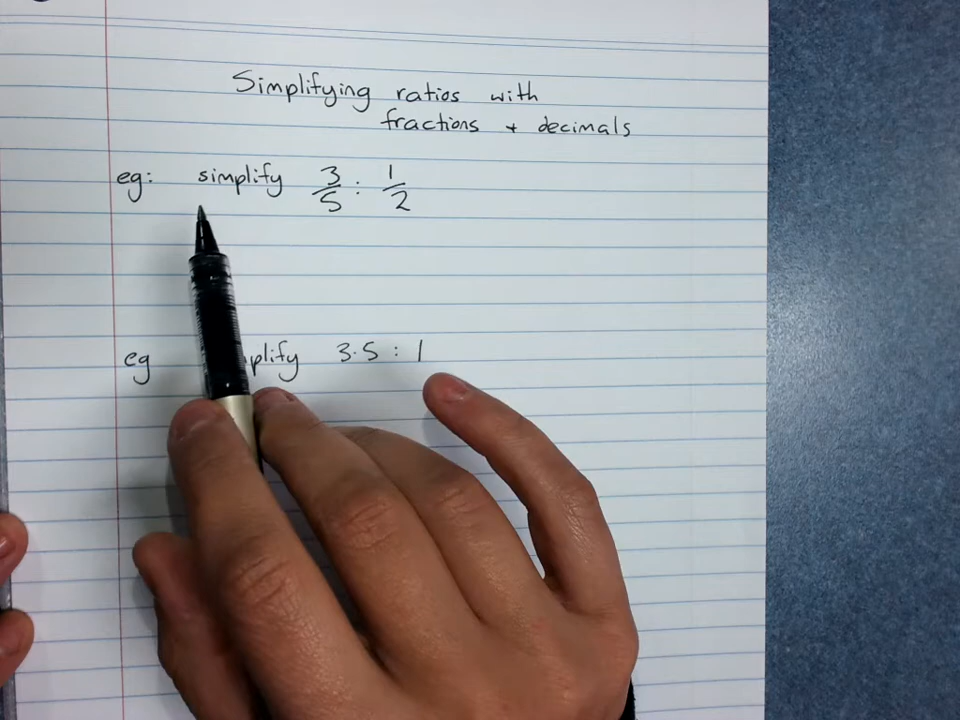 Simplifying ratios with
fractions + decimals
eg: simplify 3/5 : 1/2
eg plify 3.5 : 1